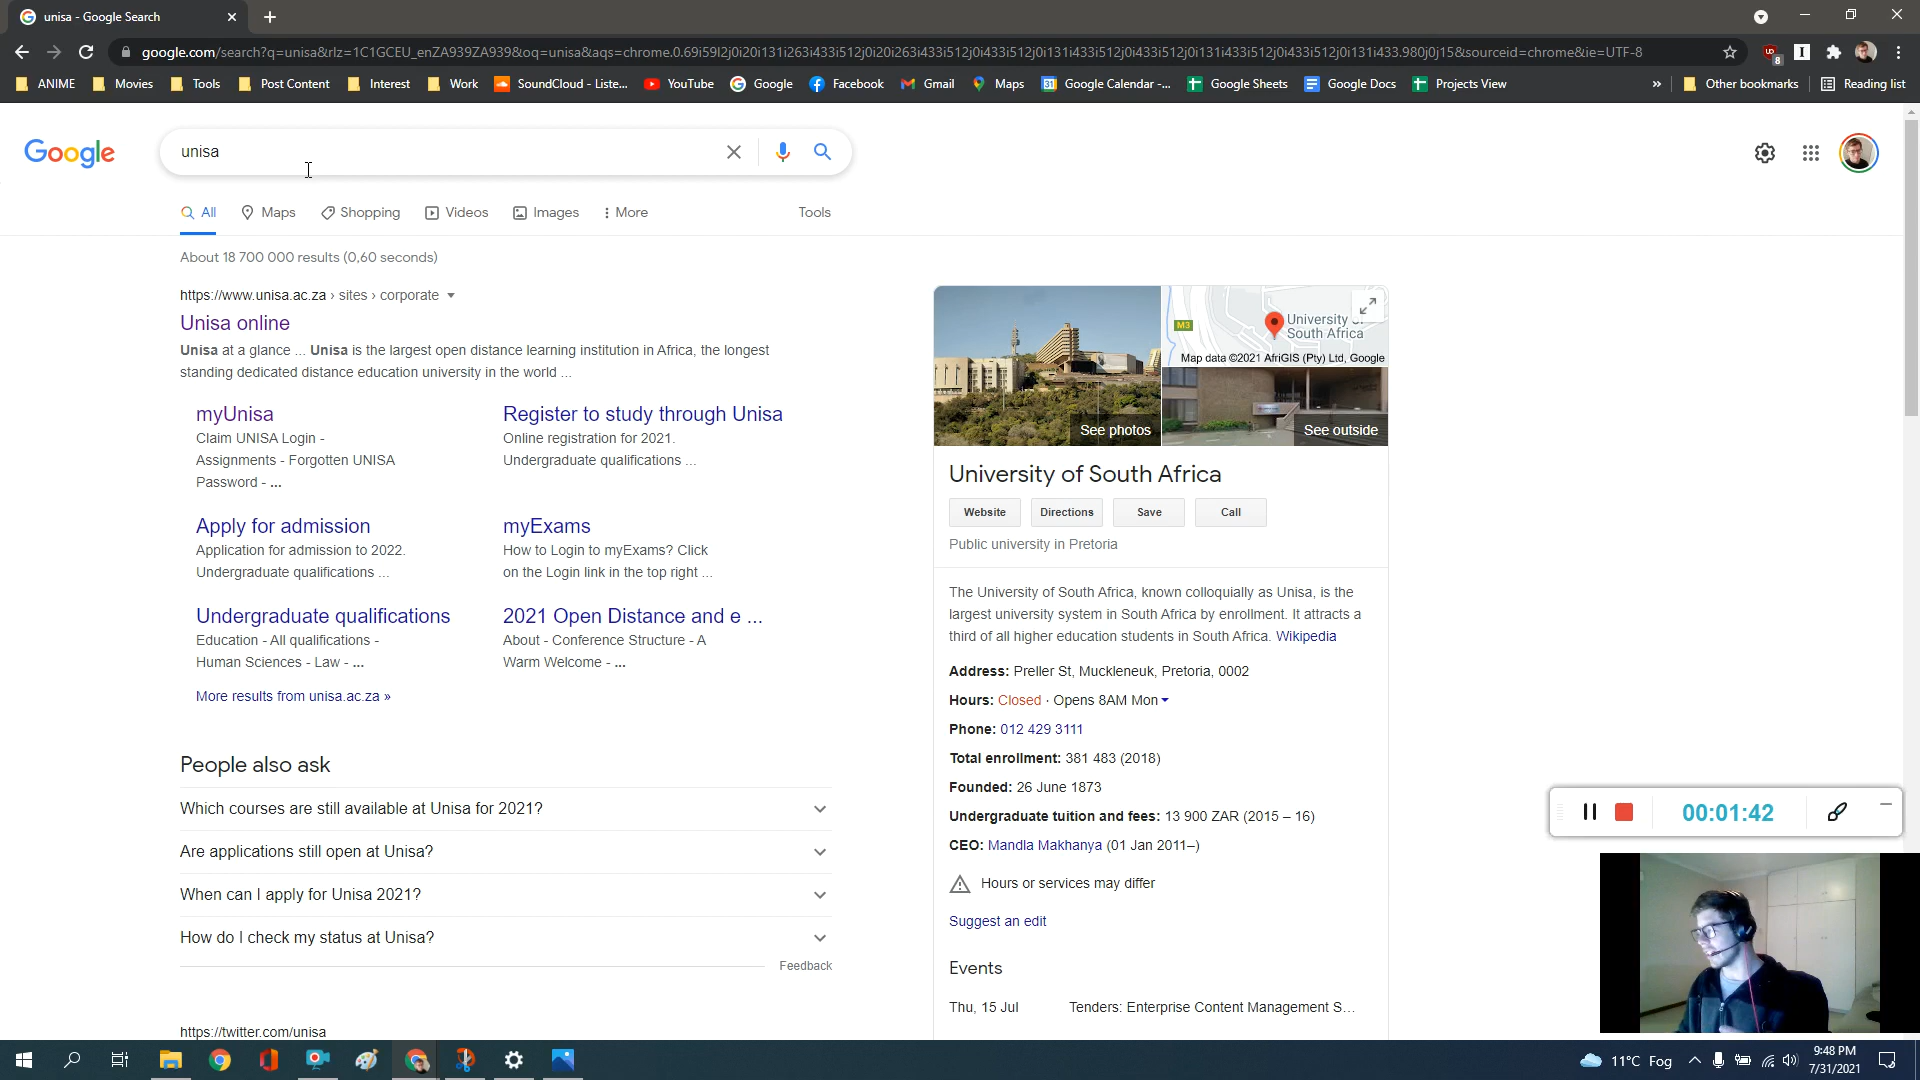 unisa - Google Search
google.com/search?q=unisa&rlz=1C1GCEU_enZA939ZA939&oq=unisa&aqs=chrome.0.69i59l2j0i20i131i263i433i512j0i20i263i433i512j0i433i512j0i131i433i512j0i433i512j0i131i433i512j0i433i512j0i131i433.980j0j15&sourceid=chrome&ie=UTF-8
8
ANIME Movies Tools Post Content Interest Work SoundCloud - Liste... YouTube Google Facebook Gmail Maps 31 Google Calendar -... Google Sheets Google Docs Projects View » Other bookmarks Reading list
Google
unisa
All Maps Shopping Videos Images More Tools
About 18 700 000 results (0,60 seconds)
https://www.unisa.ac.za › sites › corporate
Unisa online
Unisa at a glance ... Unisa is the largest open distance learning institution in Africa, the longest
standing dedicated distance education university in the world ...
myUnisa
Claim UNISA Login -
Assignments - Forgotten UNISA
Password - ...
Register to study through Unisa
Online registration for 2021.
Undergraduate qualifications ...
Apply for admission
Application for admission to 2022.
Undergraduate qualifications ...
myExams
How to Login to myExams? Click
on the Login link in the top right ...
Undergraduate qualifications
Education - All qualifications -
Human Sciences - Law - ...
2021 Open Distance and e ...
About - Conference Structure - A
Warm Welcome - ...
More results from unisa.ac.za »
People also ask
Which courses are still available at Unisa for 2021?
Are applications still open at Unisa?
When can I apply for Unisa 2021?
How do I check my status at Unisa?
Feedback
https://twitter.com/unisa
See photos
M3
University of
South Africa
Map data ©2021 AfriGIS (Pty) Ltd, Google
See outside
University of South Africa
Website Directions Save Call
Public university in Pretoria
The University of South Africa, known colloquially as Unisa, is the
largest university system in South Africa by enrollment. It attracts a
third of all higher education students in South Africa. Wikipedia
Address: Preller St, Muckleneuk, Pretoria, 0002
Hours: Closed · Opens 8AM Mon
Phone: 012 429 3111
Total enrollment: 381 483 (2018)
Founded: 26 June 1873
Undergraduate tuition and fees: 13 900 ZAR (2015 – 16)
CEO: Mandla Makhanya (01 Jan 2011–)
Hours or services may differ
Suggest an edit
Events
Thu, 15 Jul Tenders: Enterprise Content Management S...
00:01:42
11°C Fog
9:48 PM
7/31/2021